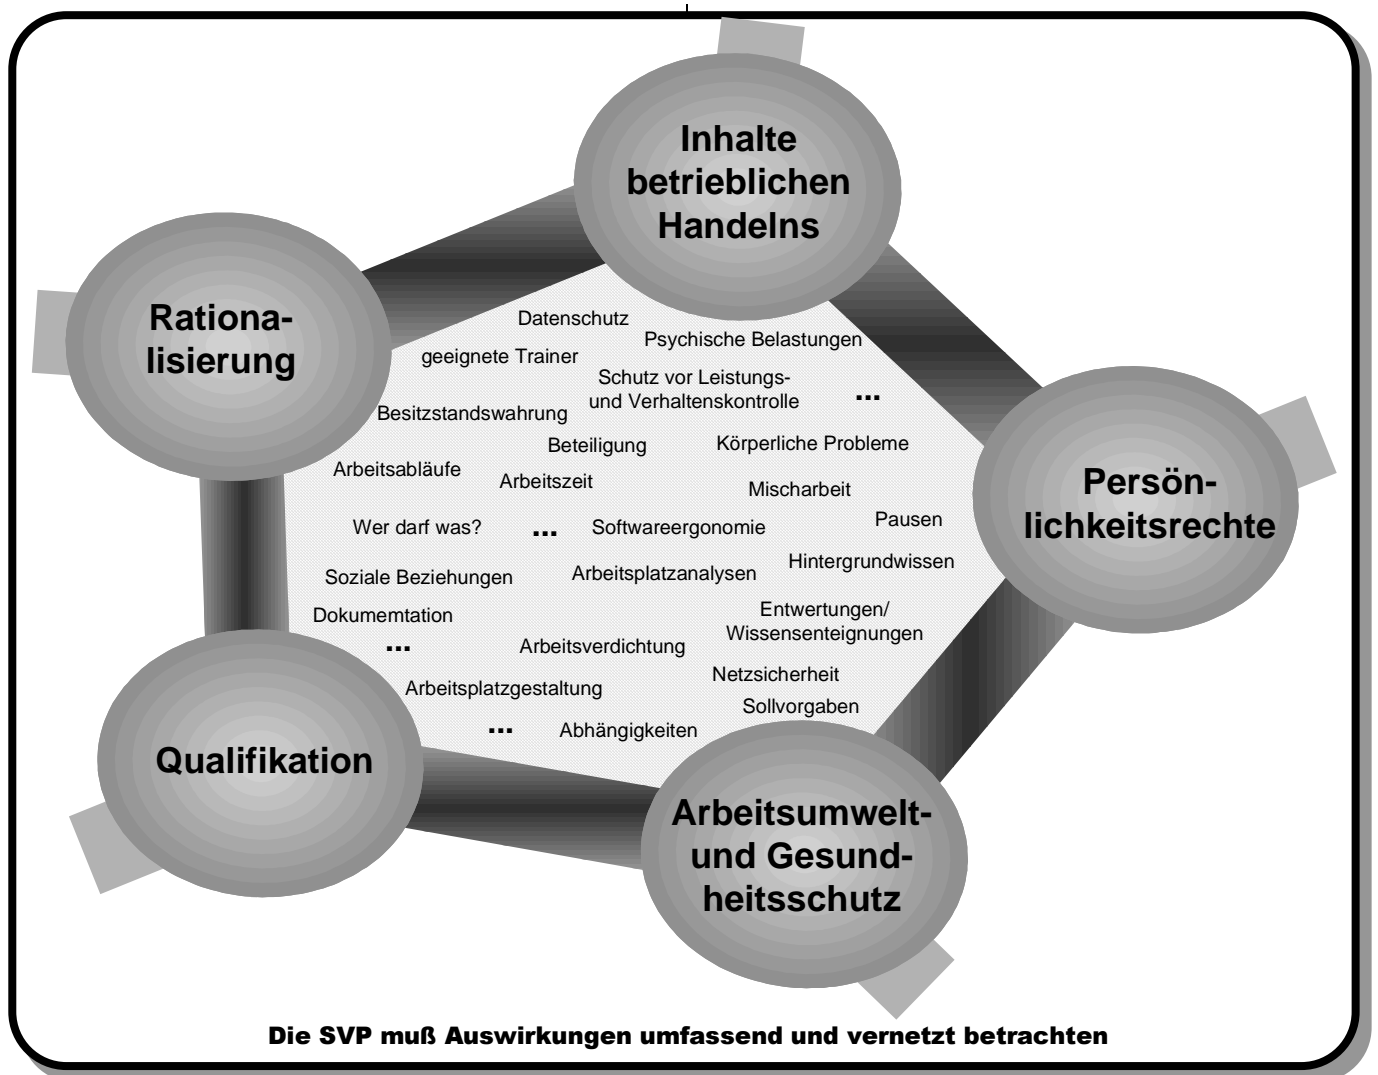 Inhalte
betrieblichen
Handelns
Rationa-
lisierung
Datenschutz
Psychische Belastungen
geeignete Trainer
Schutz vor Leistungs-
und Verhaltenskontrolle
...
Besitzstandswahrung
Beteiligung
Körperliche Probleme
Arbeitsabläufe
Arbeitszeit
Mischarbeit
Persön-
lichkeitsrechte
Wer darf was?
...
Softwareergonomie
Pausen
Hintergrundwissen
Soziale Beziehungen
Arbeitsplatzanalysen
Dokumemtation
Entwertungen/
Wissensenteignungen
...
Arbeitsverdichtung
Netzsicherheit
Arbeitsplatzgestaltung
Sollvorgaben
...
Abhängigkeiten
Qualifikation
Arbeitsumwelt-
und Gesund-
heitsschutz
Die SVP muß Auswirkungen umfassend und vernetzt betrachten